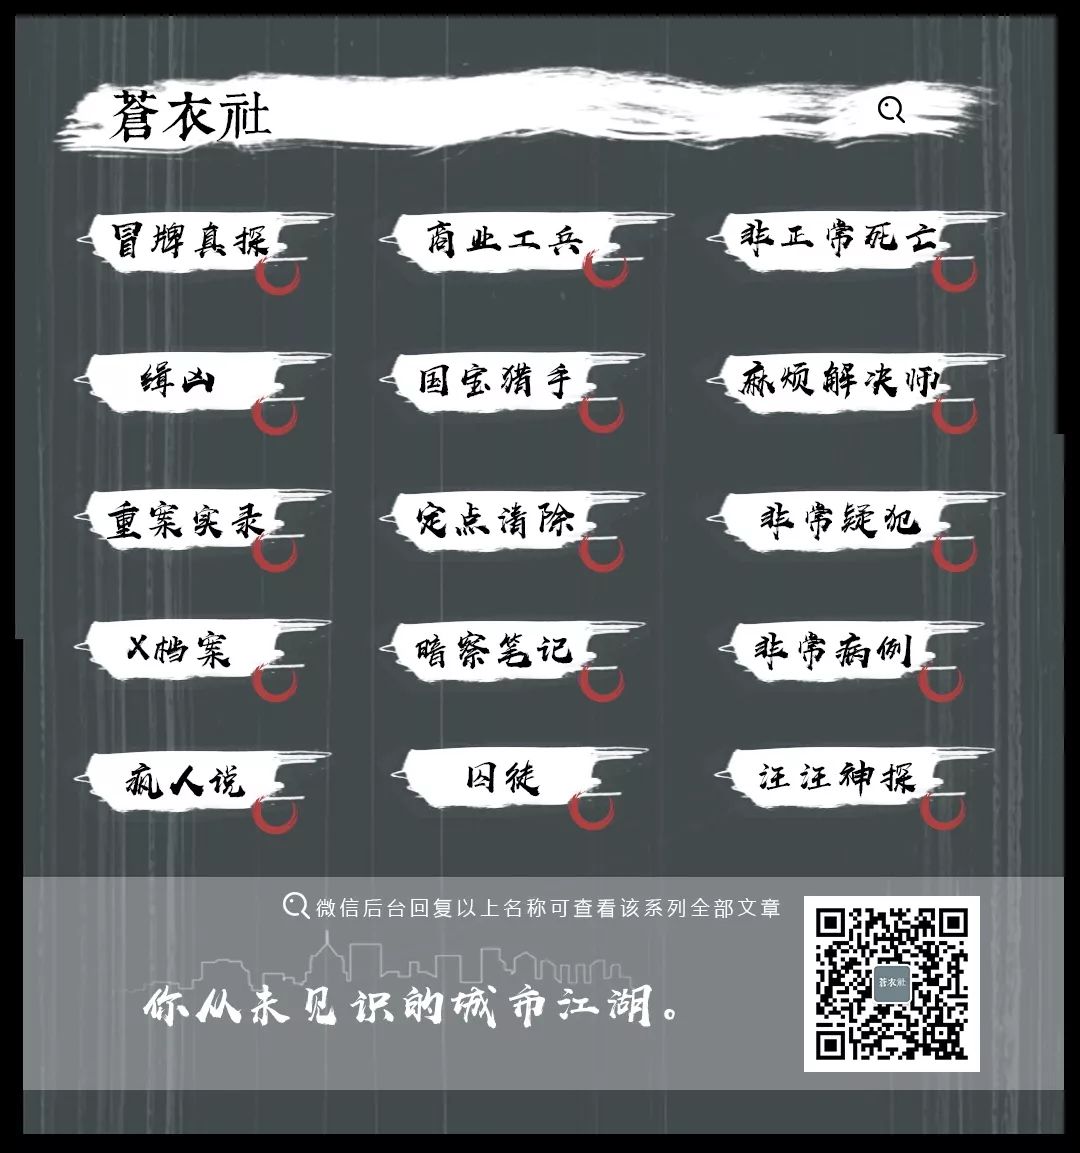 蒼衣社
冒牌真探 商业工兵 非正常死亡
缉凶 国宝猎手 麻烦解决师
重案实录 定点清除 非常疑犯
X档案 暗察笔记 非常病例
疯人说 囚徒 汪汪神探
微信后台回复以上名称可查看该系列全部文章
你从未见识的城市江湖。
蒼衣社